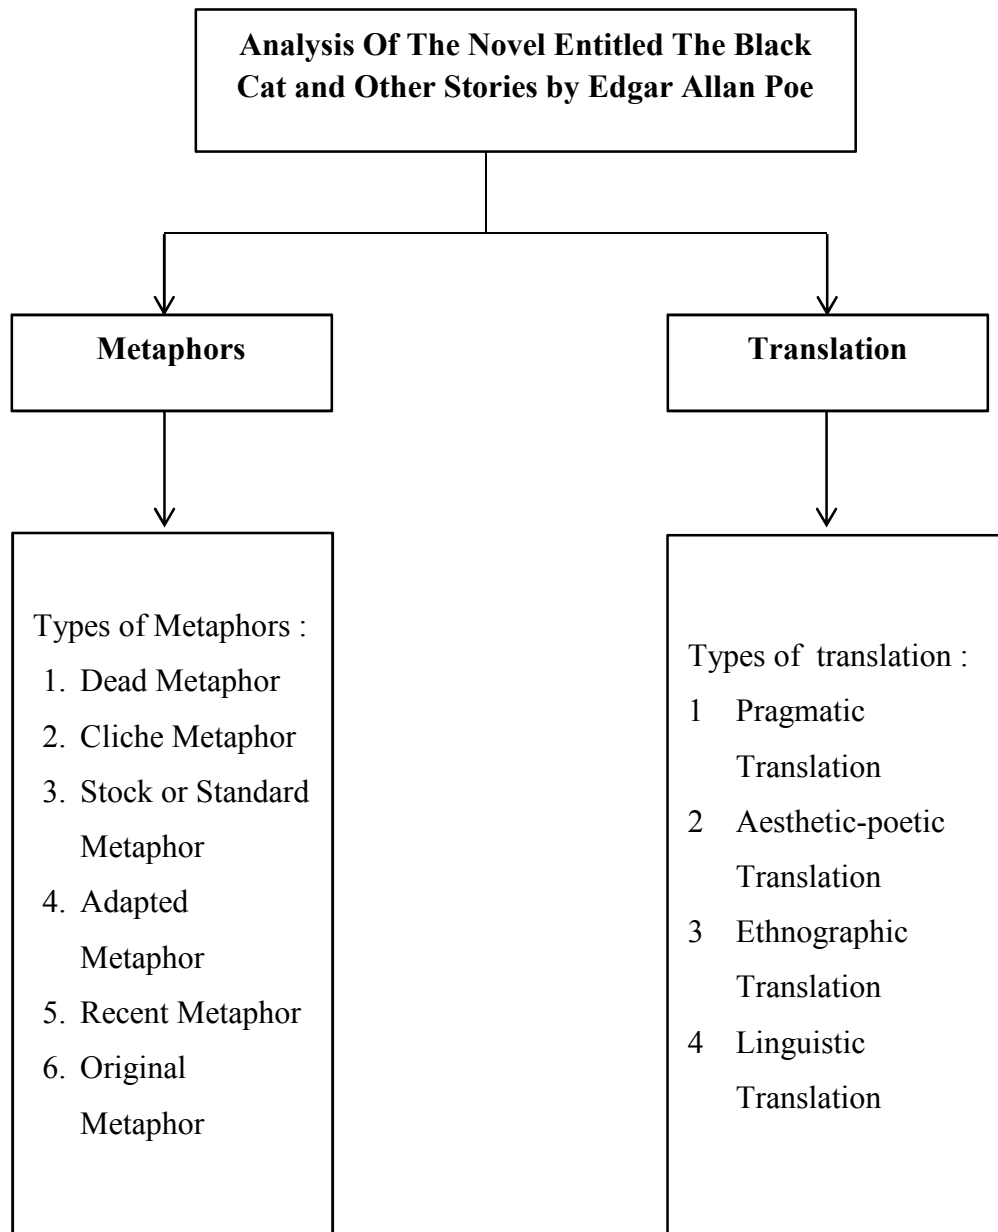 Analysis Of The Novel Entitled The Black
Cat and Other Stories by Edgar Allan Poe
Metaphors
Translation
Types of Metaphors :
1. Dead Metaphor
2. Cliche Metaphor
3. Stock or Standard
Metaphor
4. Adapted
Metaphor
5. Recent Metaphor
6. Original
Metaphor
Types of translation :
1 Pragmatic
Translation
2 Aesthetic-poetic
Translation
3 Ethnographic
Translation
4 Linguistic
Translation